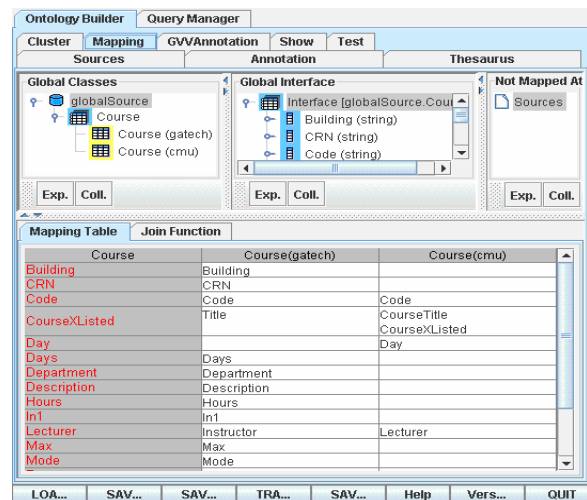 Ontology Builder Query Manager
Cluster Mapping GVVAnnotation Show Test
Sources Annotation Thesaurus
Global Classes Global Interface Not Mapped At
globalSource Interface [globalSource.Cour Sources
Course Building (string)
Course (gatech) CRN (string)
Course (cmu) Code (string)
Exp. Coll. Exp. Coll. Exp. Coll.
Mapping Table Join Function
Course Course(gatech) Course(cmu)
Building Building
CRN CRN
Code Code Code
CourseXListed Title CourseTitle
CourseXListed
Day Day
Days Days
Department Department
Description Description
Hours Hours
In1 In1
Lecturer Instructor Lecturer
Max Max
Mode Mode
LOA... SAV... SAV... TRA... SAV... Help Vers... QUIT